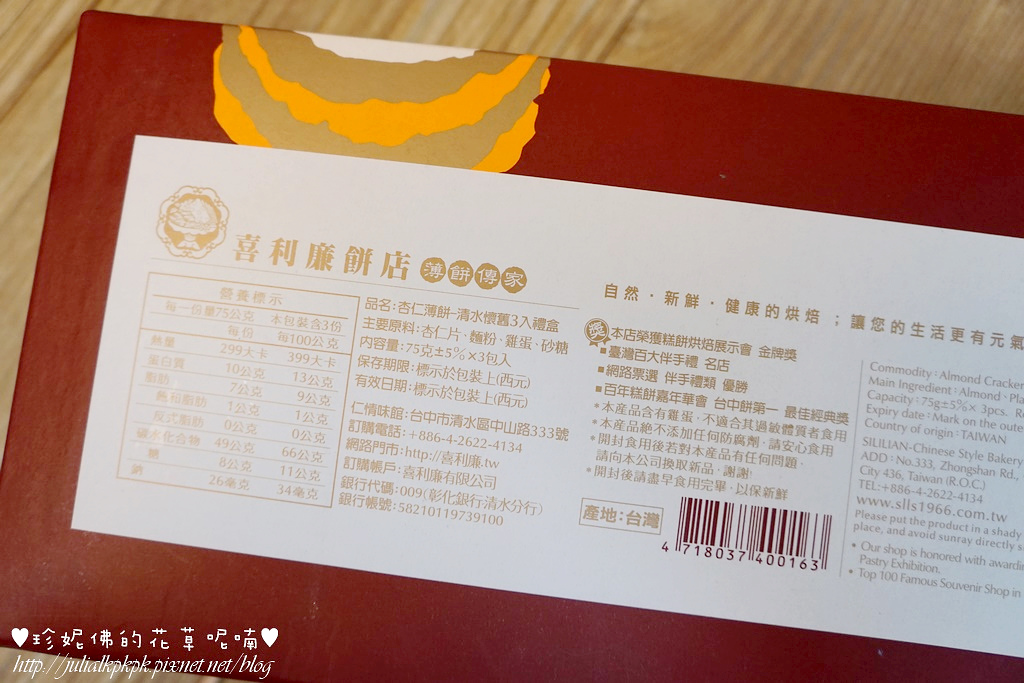 喜利廉餅店 薄餅傳家
營養標示
每一份量75公克 本包裝含3份
每份 每100公克
熱量 299大卡 399大卡
蛋白質 10公克 13公克
脂肪 7公克 9公克
飽和脂肪 1公克 1公克
反式脂肪 0公克 0公克
碳水化合物 49公克 66公克
糖 8公克 11公克
鈉 26毫克 34毫克
品名:杏仁薄餅-清水懷舊3入禮盒
主要原料:杏仁片、麵粉、雞蛋、砂糖
內容量:75克±5%×3包入
保存期限:標示於包裝上(西元)
有效日期:標示於包裝上(西元)
仁情味館:台中市清水區中山路333號
訂購電話:+886-4-2622-4134
網路門市:http://喜利廉.tw
訂購帳戶:喜利廉有限公司
銀行代碼:009(彰化銀行清水分行)
銀行帳號:58210119739100
自然・新鮮・健康的烘焙;讓您的生活更有元氣
獎 本店榮獲糕餅烘焙展示會 金牌獎
■臺灣百大伴手禮 名店
■網路票選 伴手禮類 優勝
■百年糕餅嘉年華會 台中餅第一 最佳經典獎
*本產品含有雞蛋,不適合其過敏體質者食用
*本產品絕不添加任何防腐劑,請安心食用
*開封食用後若對本產品有任何問題,
請向本公司換取新品,謝謝!
*開封後請盡早食用完畢,以保新鮮
產地:台灣
4 718037 400163
Commodity:Almond Cracker
Main Ingredient:Almond、Pla
Capacity:75g±5%× 3pcs. R
Expiry date:Mark on the oute
Country of origin:TAIWAN
SILILIAN-Chinese Style Bakery
ADD:No.333, Zhongshan Rd.,
City 436, Taiwan (R.O.C.)
TEL:+886-4-2622-4134
www.slls1966.com.tw
Please put the product in a shady
place, and avoid sunray directly s
• Our shop is honored with awardin
Pastry Exhibition.
• Top 100 Famous Souvenir Shop in
♥珍妮佛的花草呢喃♥
http://julialkpkpk.pixnet.net/blog